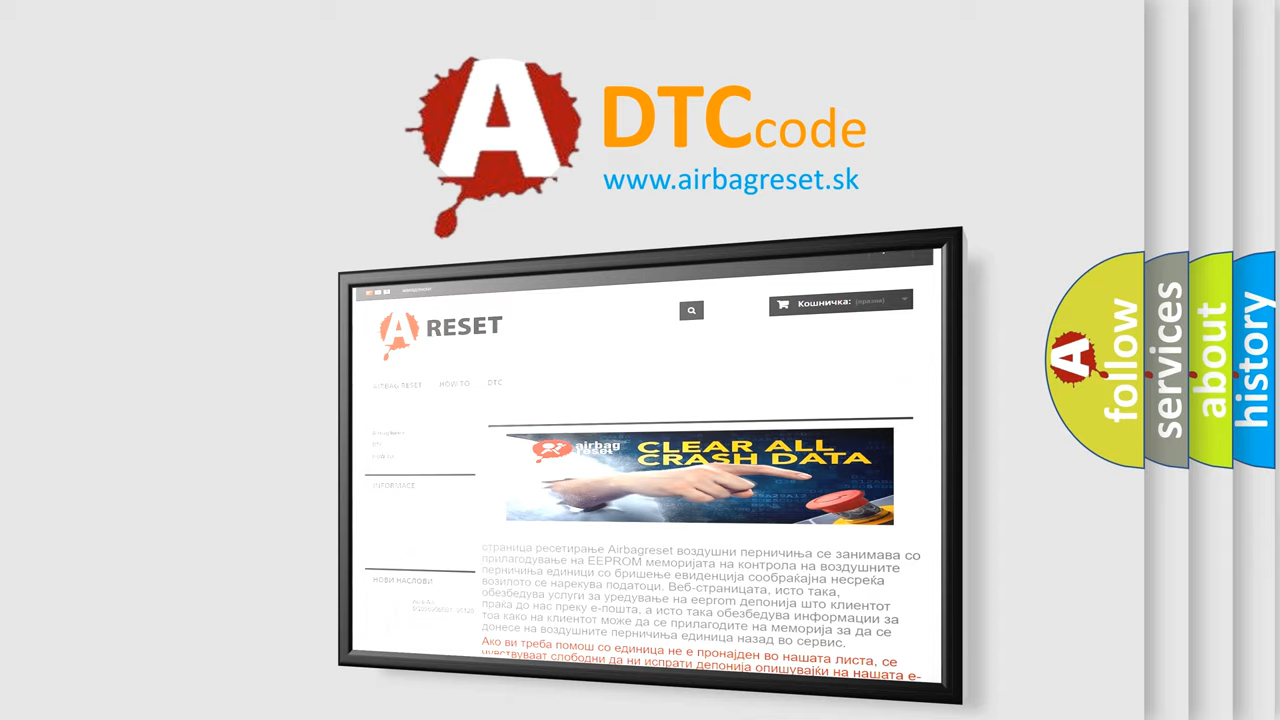 A
DTCcode
www.airbagreset.sk
A RESET
Кошничка: (празни)
AIRBAG RESET HOW TO DTC
DTC
INFORMACE
airbag
reset
CLEAR ALL
CRASH DATA
страница ресетирање Airbagreset воздушни перничиња се занимава со
прилагодување на EEPROM меморијата на контрола на воздушните
перничиња единици со бришење евиденција сообраќајна несреќа
возилото се нарекува податоци. Веб-страницата, исто така,
обезбедува услуги за уредување на eeprom депонија што клиентот
праќа до нас преку е-пошта, а исто така обезбедува информации за
тоа како на клиентот може да се прилагодите на меморија за да се
донесе на воздушните перничиња единица назад во сервис.
Ако ви треба помош со единица не е пронајден во нашата листа, се
чувствуваат слободни да ни испрати депонија опишувајќи на нашата е-
НОВИ НАСЛОВИ
A follow
services
about
history